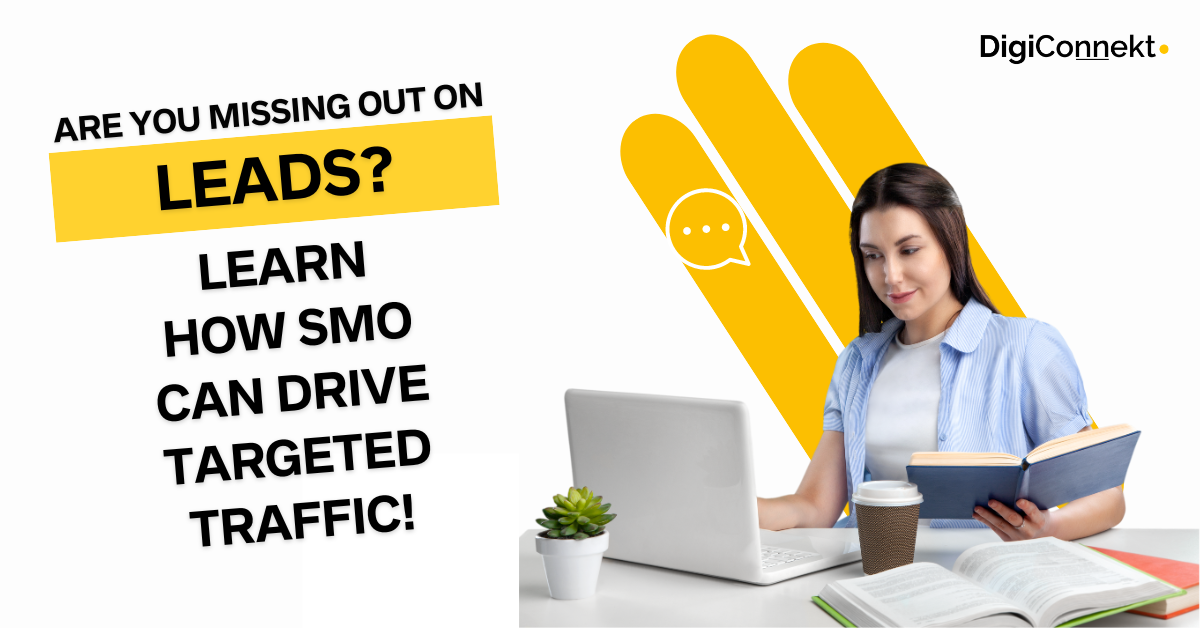 DigiConnekt
ARE YOU MISSING OUT ON
LEADS?
LEARN
HOW SMO
CAN DRIVE
TARGETED
TRAFFIC!